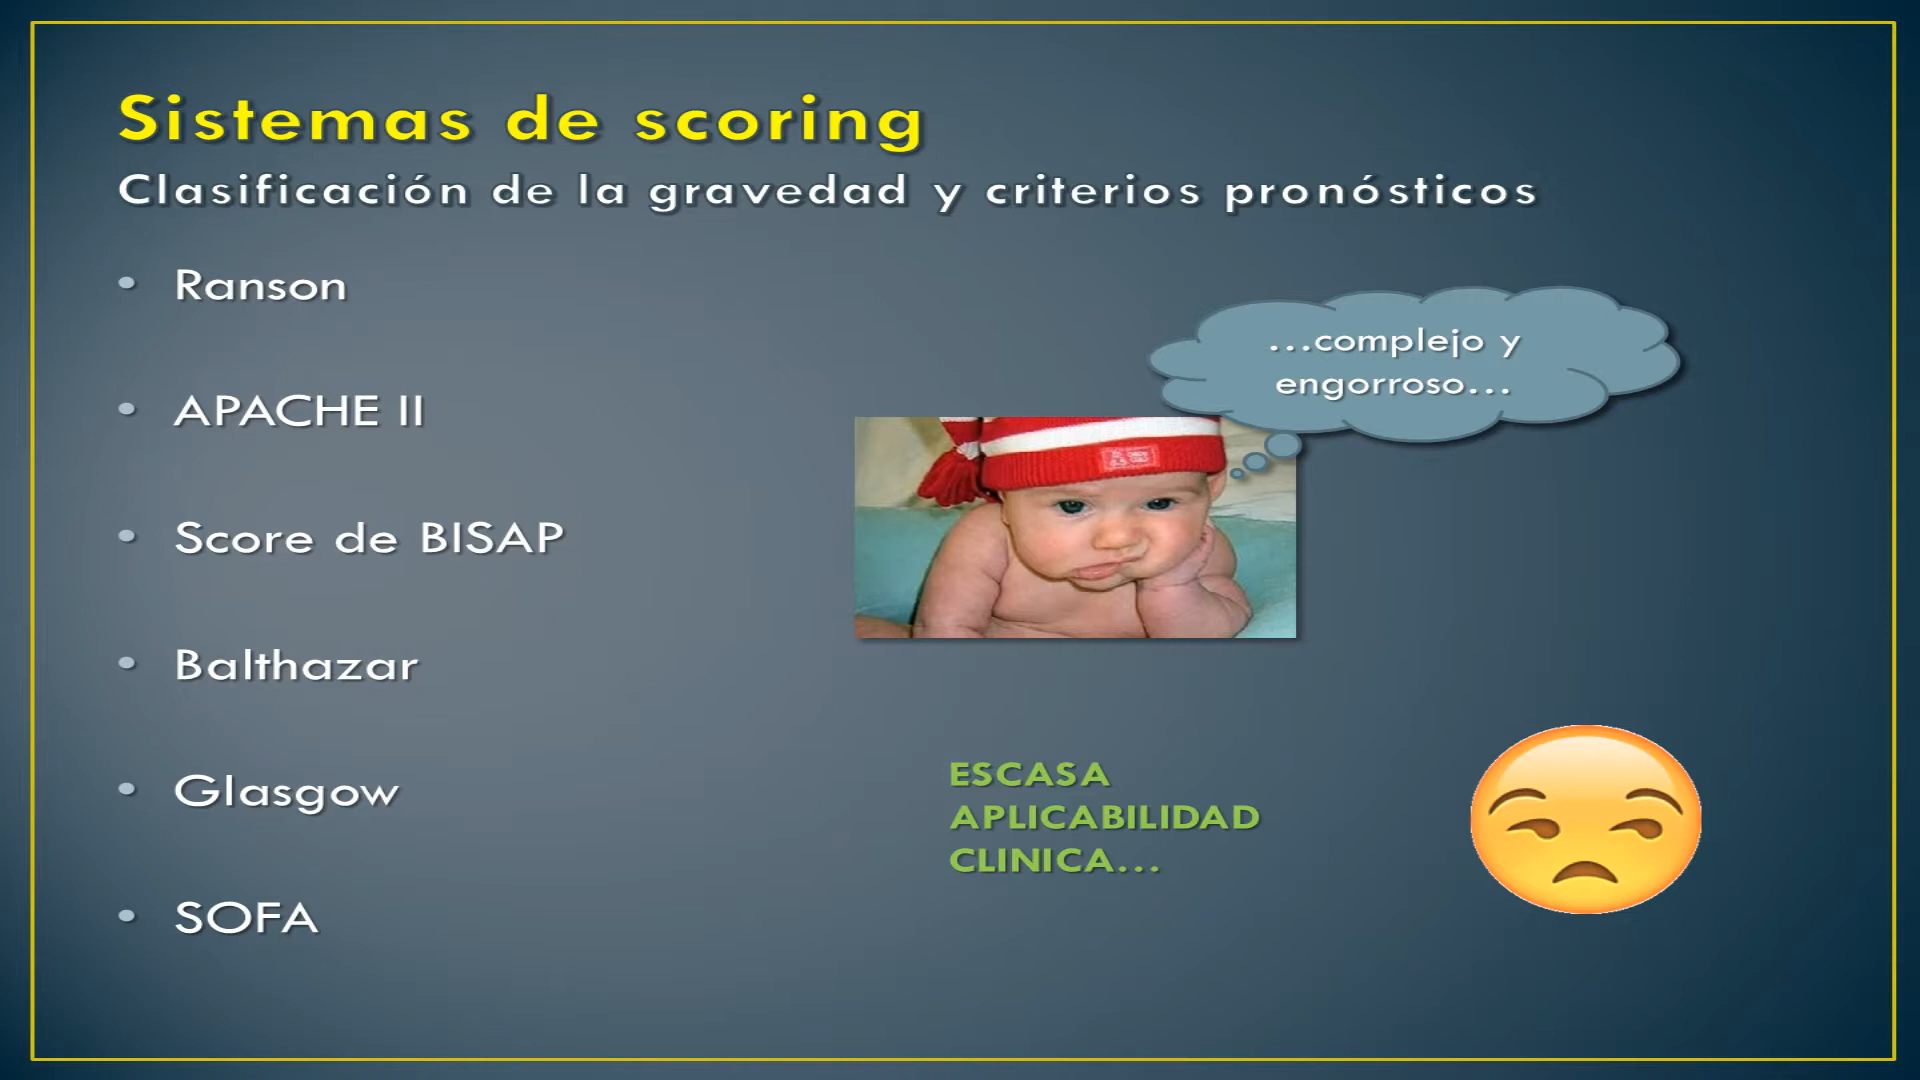 Sistemas de scoring
Clasificación de la gravedad y criterios pronósticos
• Ranson
• APACHE II
• Score de BISAP
• Balthazar
• Glasgow
• SOFA
...complejo y
engorroso...
ESCASA
APLICABILIDAD
CLINICA...